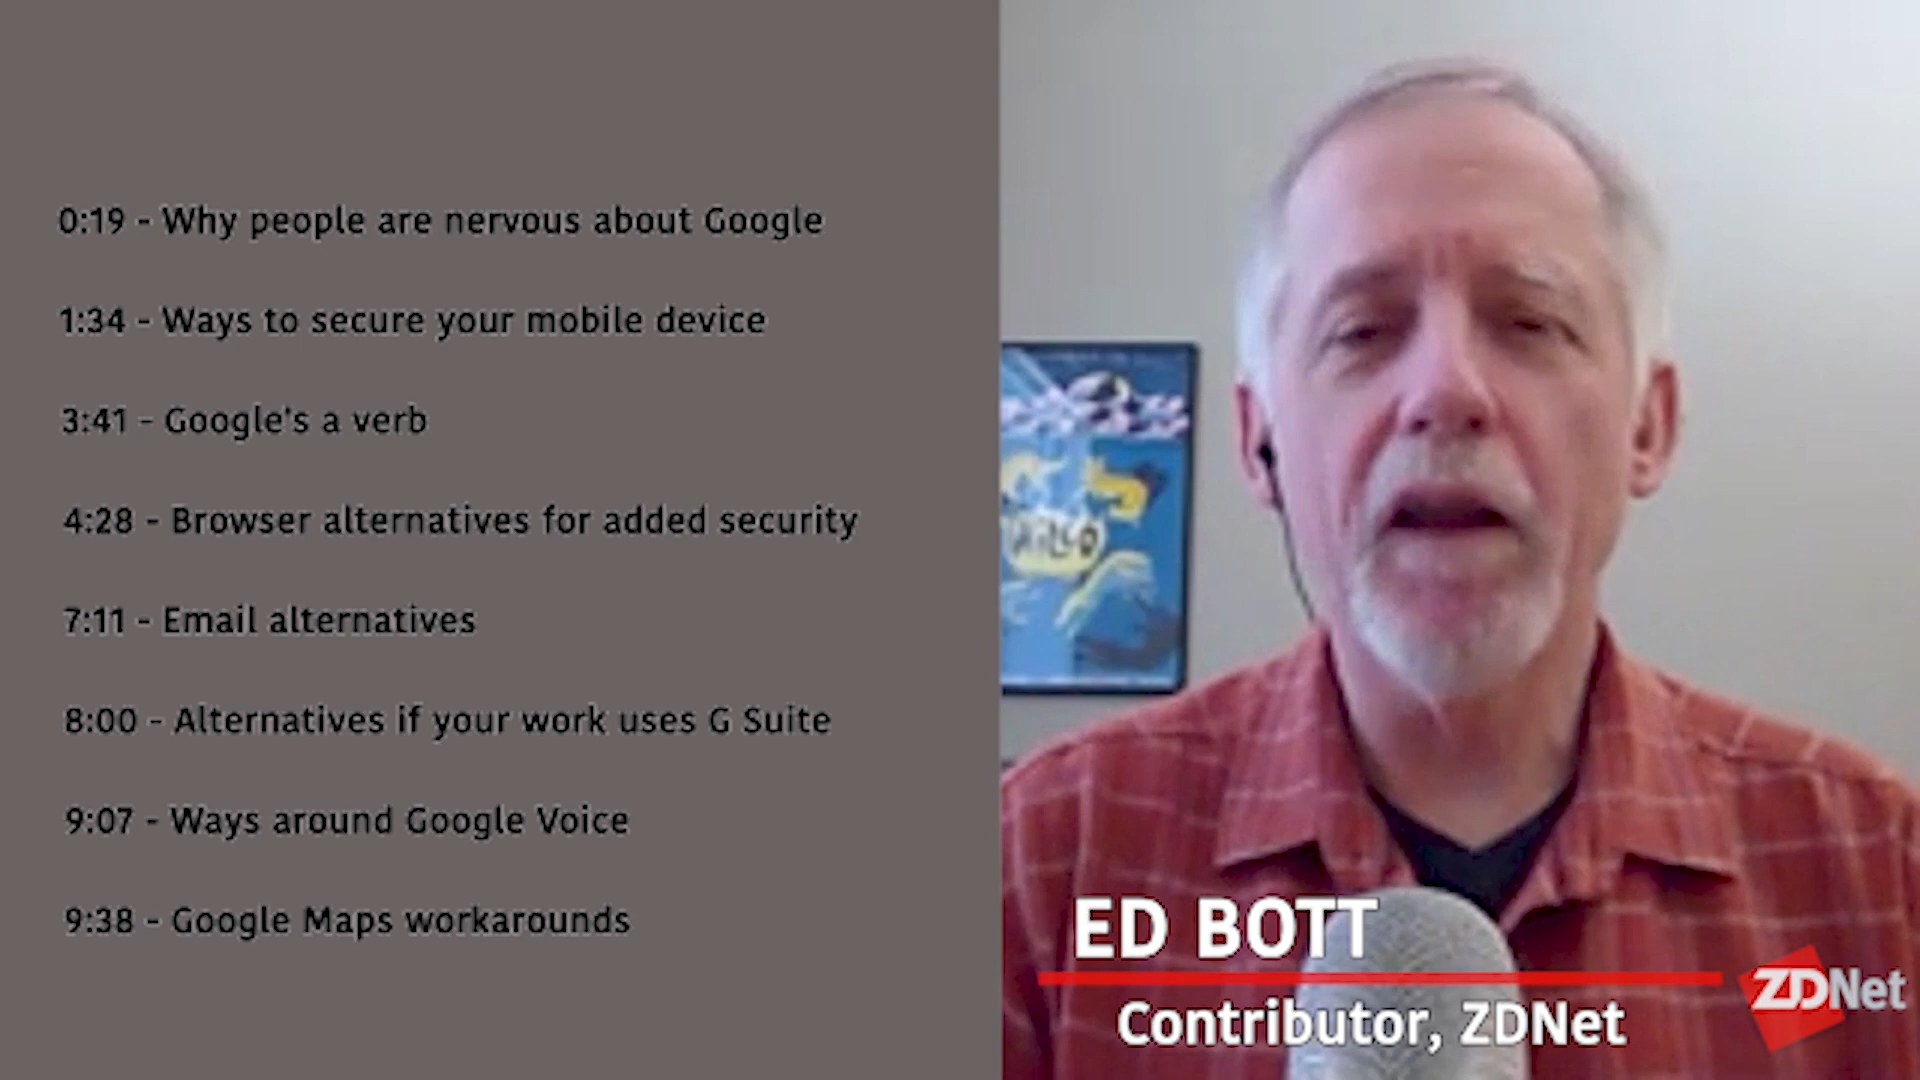 0:19 - Why people are nervous about Google
1:34 - Ways to secure your mobile device
3:41 - Google's a verb
4:28 - Browser alternatives for added security
7:11 - Email alternatives
8:00 - Alternatives if your work uses G Suite
9:07 - Ways around Google Voice
9:38 - Google Maps workarounds
WILCO
ED BOTT
Contributor, ZDNet
ZDNet